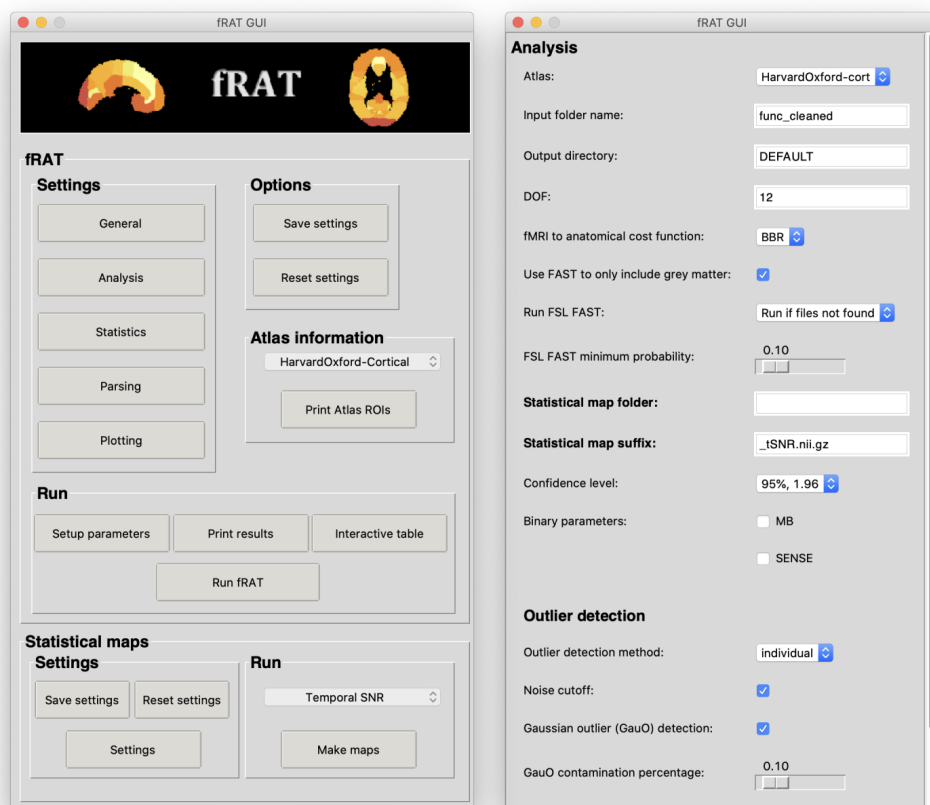 fRAT GUI
fRAT
fRAT
Settings
General
Analysis
Statistics
Parsing
Plotting
Options
Save settings
Reset settings
Atlas information
HarvardOxford-Cortical
Print Atlas ROIs
Run
Setup parameters
Print results
Interactive table
Run fRAT
Statistical maps
Settings
Save settings
Reset settings
Settings
Run
Temporal SNR
Make maps
fRAT GUI
Analysis
Atlas: HarvardOxford-cort
Input folder name: func_cleaned
Output directory: DEFAULT
DOF: 12
fMRI to anatomical cost function: BBR
Use FAST to only include grey matter:
Run FSL FAST: Run if files not found
0.10
FSL FAST minimum probability:
Statistical map folder:
Statistical map suffix: _tSNR.nii.gz
Confidence level: 95%, 1.96
Binary parameters: MB
SENSE
Outlier detection
Outlier detection method: individual
Noise cutoff:
Gaussian outlier (GauO) detection:
0.10
GauO contamination percentage: